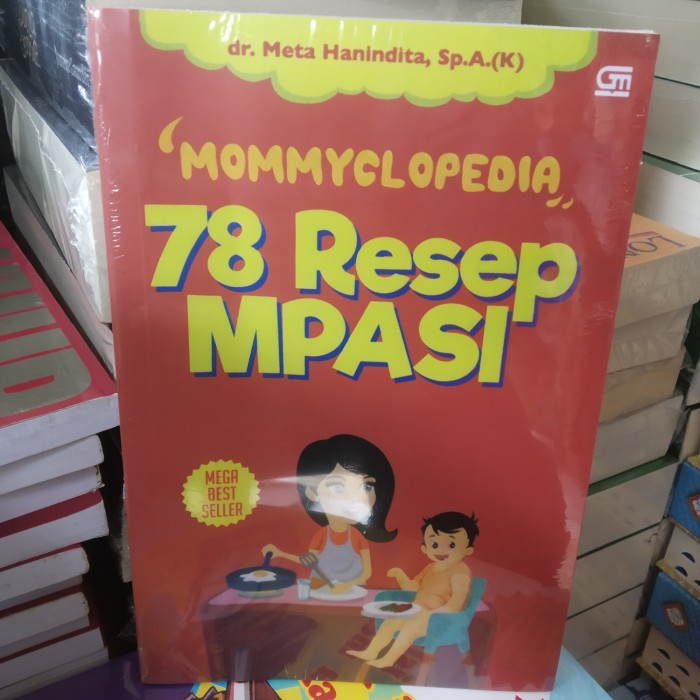 dr. Meta Hanindita, Sp.A.(K)
GM
'MOMMYCLOPEDIA„
78 Resep
MPASI
MEGA
BEST
SELLER